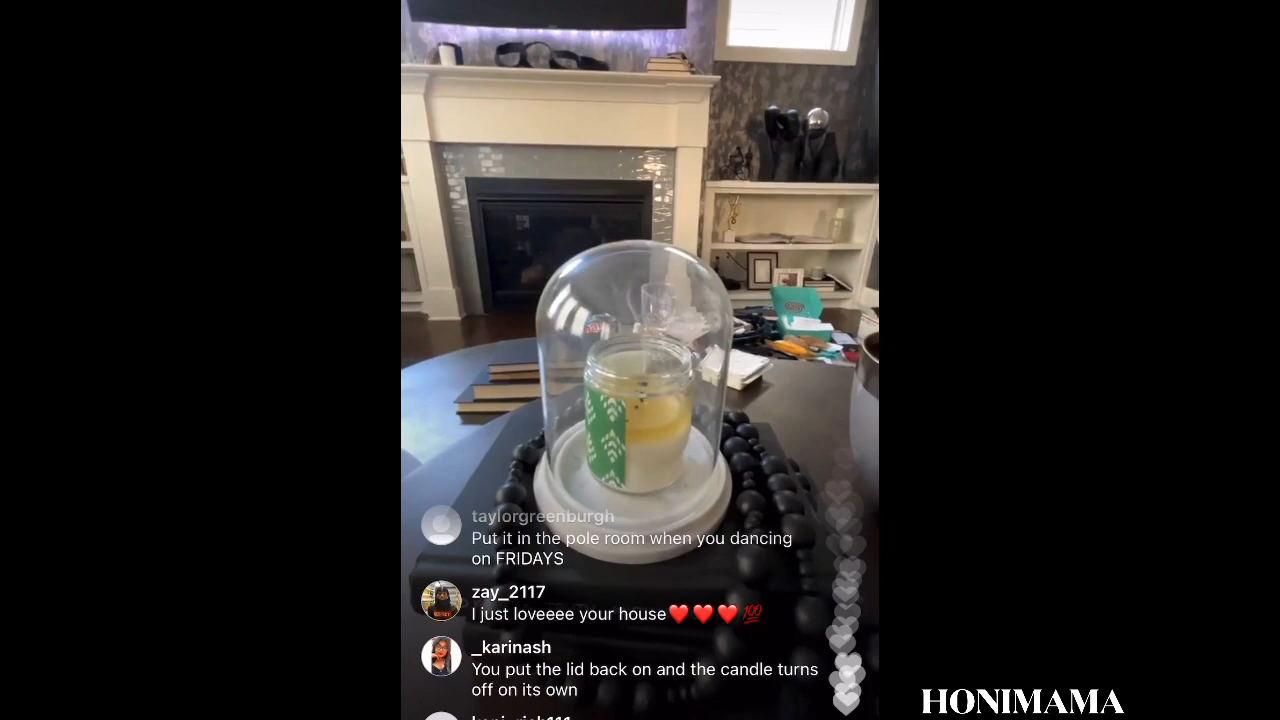 taylorgreenburgh
Put it in the pole room when you dancing
on FRIDAYS
zay_2117
I just loveeee your house❤️❤️❤️💯
_karinash
You put the lid back on and the candle turns
off on its own
HONIMAMA